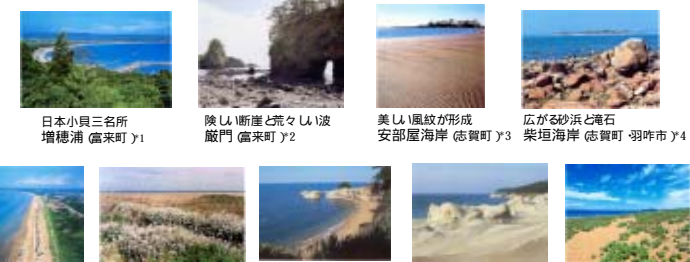 日本小貝三名所
増穂浦(富来町)*1
険しい断崖と荒々しい波
厳門(富来町)*2
美しい風紋が形成
安部屋海岸(志賀町)*3
広がる砂浜と滝石
柴垣海岸(志賀町・羽咋市)*4